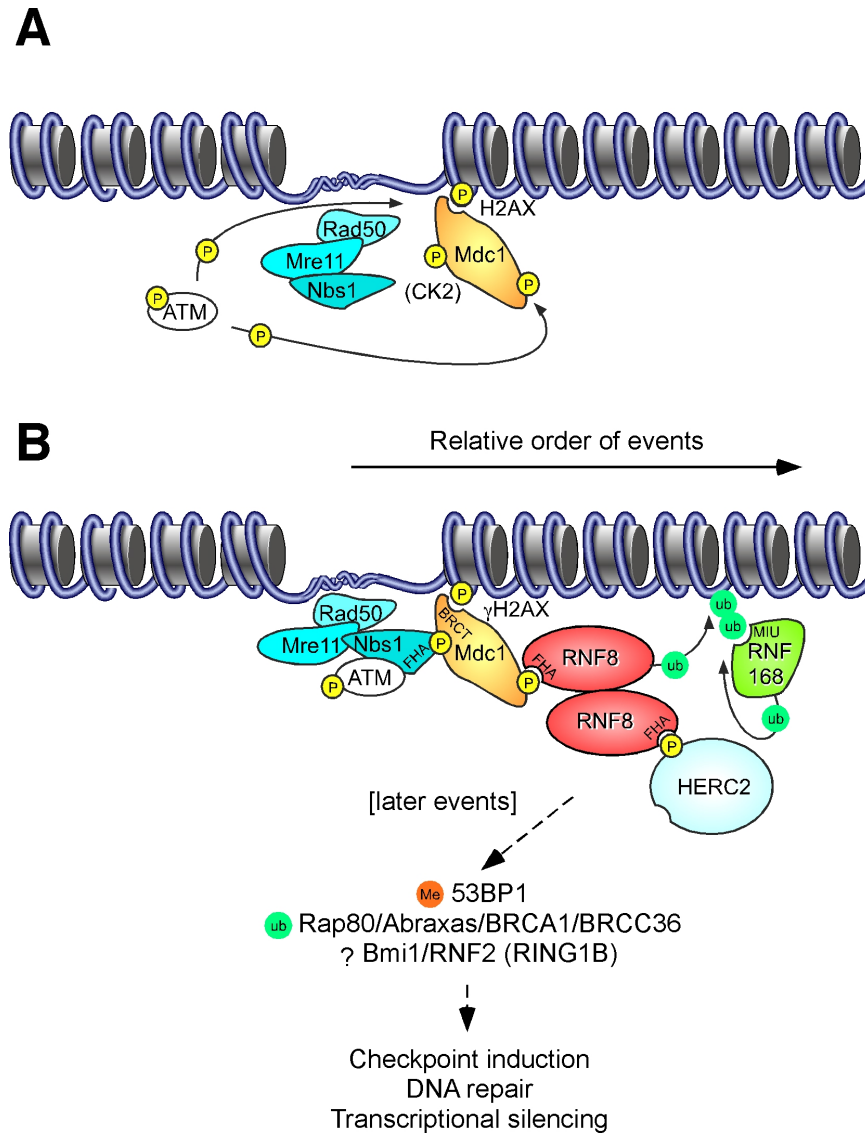 A
P
H2AX
Rad50
P
Mre11
P
Mdc1
Nbs1
(CK2)
P
P
ATM
P
B
Relative order of events
P
γH2AX
ub
ub
Rad50
BRCT
MIU
Mre11
Nbs1
FHA
P
Mdc1
FHA
RNF8
ub
RNF
168
ATM
P
P
RNF8
FHA
ub
P
HERC2
[later events]
Me 53BP1
ub Rap80/Abraxas/BRCA1/BRCC36
? Bmi1/RNF2 (RING1B)
Checkpoint induction
DNA repair
Transcriptional silencing